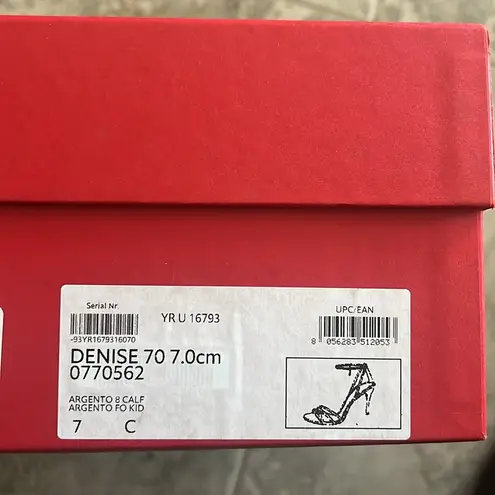 Serial Nr.
YR U 16793
UPC/EAN
-93YR1679316070
8 056283 512053
DENISE 70 7.0cm
0770562
ARGENTO 8 CALF
ARGENTO FO KID
7 C